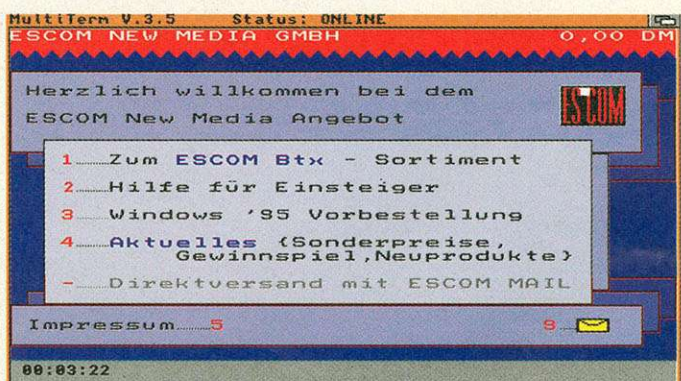 MultiTerm V.3.5 Status: ONLINE
ESCOM NEW MEDIA GMBH 0,00 DM
Herzlich willkommen bei dem
ESCOM New Media Angebot
ESCOM
1......Zum ESCOM Btx - Sortiment
2......Hilfe für Einsteiger
3......Windows '95 Vorbestellung
4......Aktuelles (Sonderpreise,
Gewinnspiel,Neuprodukte)
-......Direktversand mit ESCOM MAIL
Impressum......5 8...
00:03:22